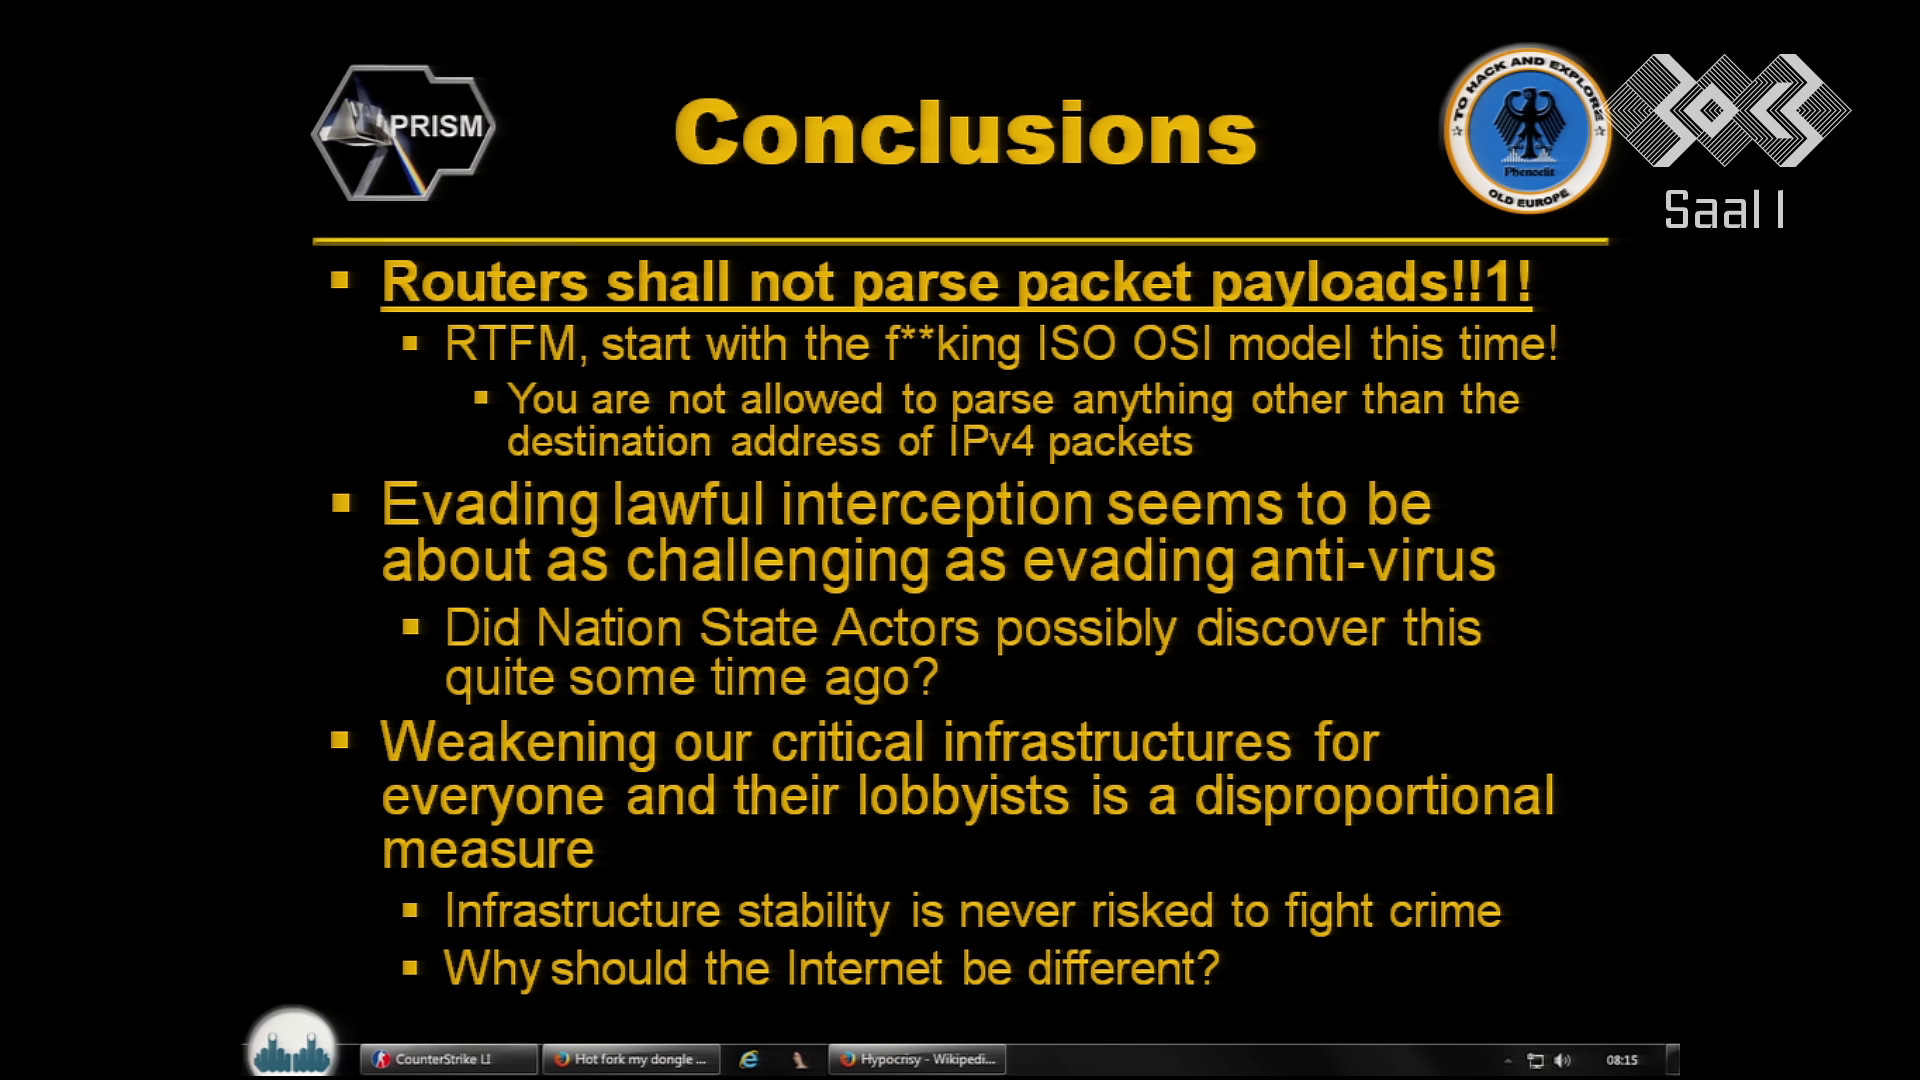 PRISM
Conclusions
TO HACK AND EXPLORE
Phenoelit
OLD EUROPE
Saal 1
Routers shall not parse packet payloads!!1!
RTFM, start with the f**king ISO OSI model this time!
You are not allowed to parse anything other than the
destination address of IPv4 packets
Evading lawful interception seems to be
about as challenging as evading anti-virus
Did Nation State Actors possibly discover this
quite some time ago?
Weakening our critical infrastructures for
everyone and their lobbyists is a disproportional
measure
Infrastructure stability is never risked to fight crime
Why should the Internet be different?
CounterStrike LI
Hot fork my dongle ...
Hypocrisy - Wikipedi...
08:15